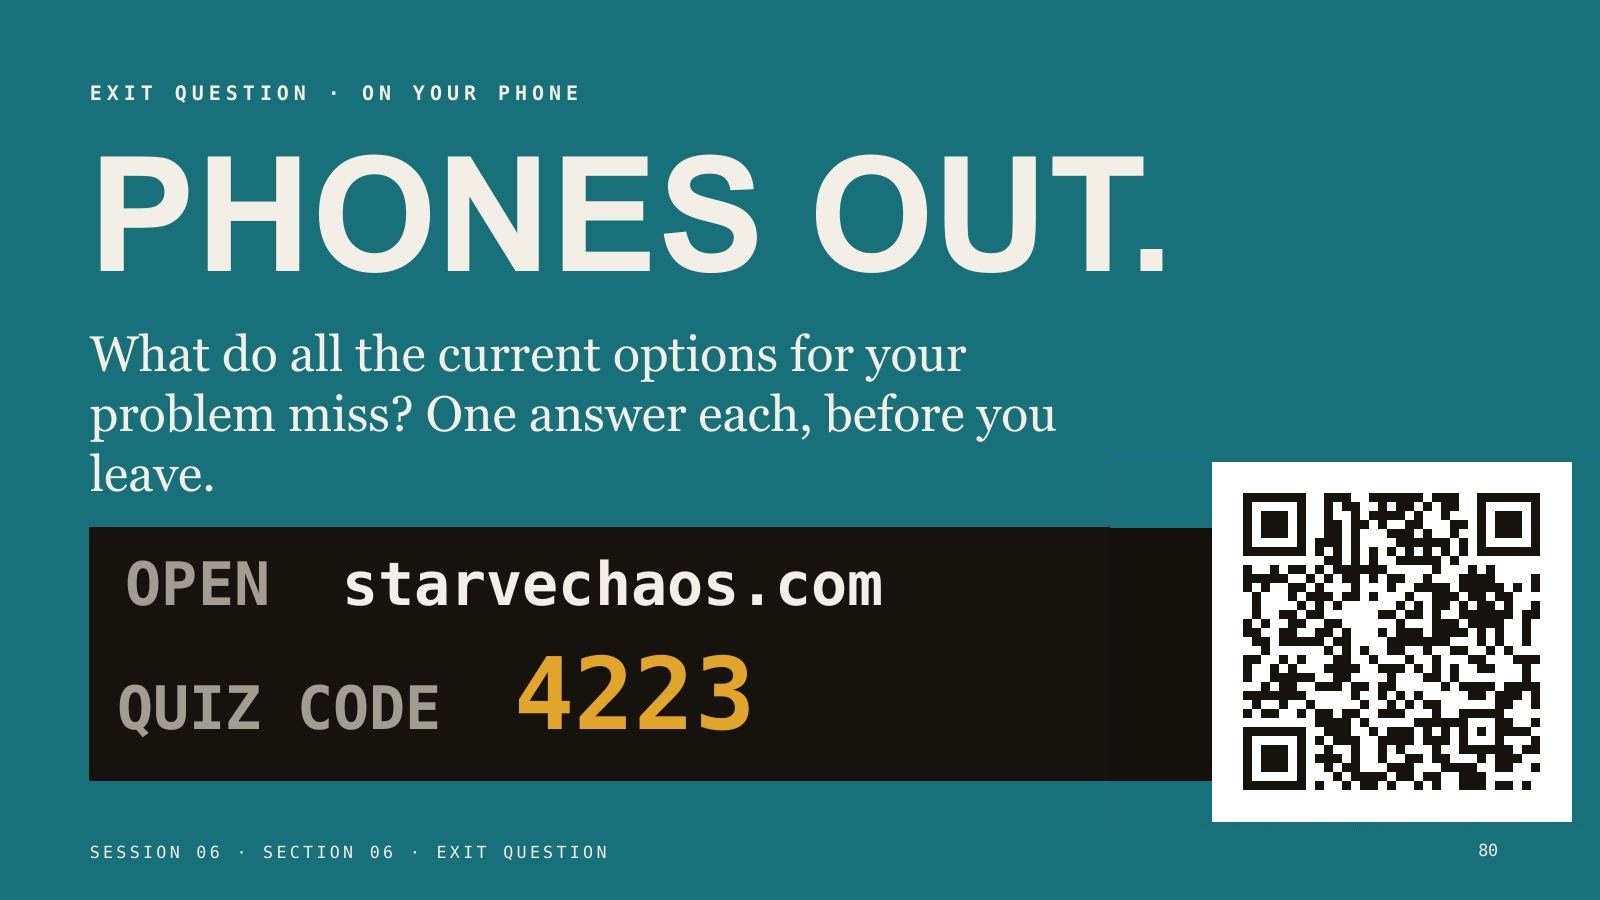 EXIT QUESTION · ON YOUR PHONE
PHONES OUT.
What do all the current options for your
problem miss? One answer each, before you
leave.
OPEN starvechaos.com
QUIZ CODE 4223
SESSION 06 · SECTION 06 · EXIT QUESTION
80